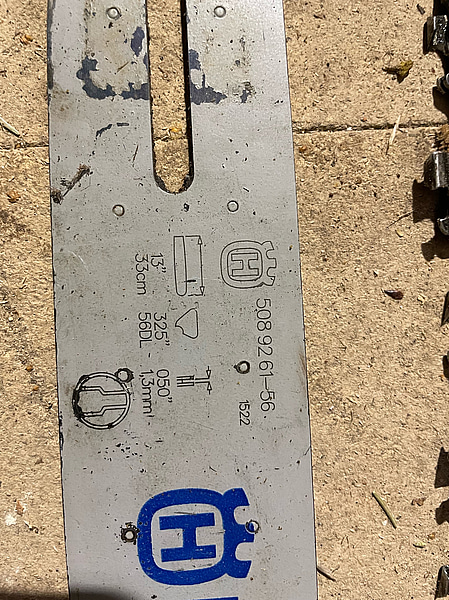 H
508 92 61-56
1522
13" 325" 050"
33cm 56DL - 1.3mm
H